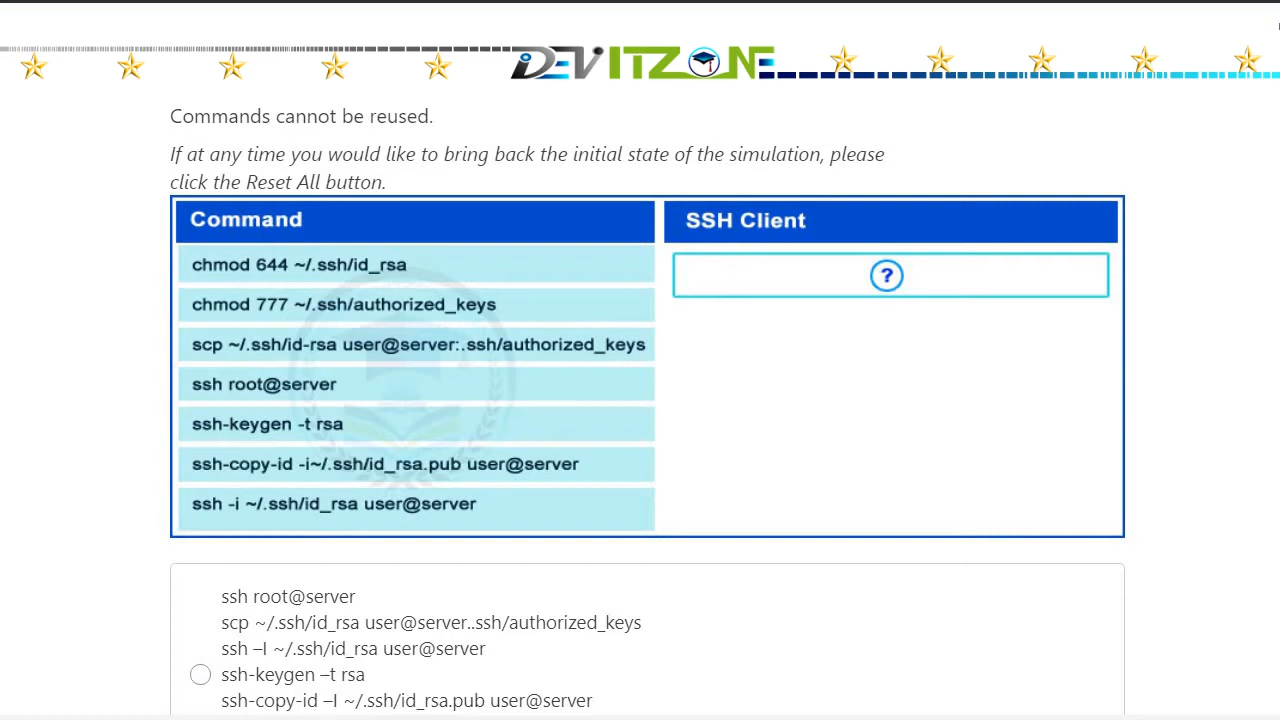 iDEV ITZONE
Commands cannot be reused.
If at any time you would like to bring back the initial state of the simulation, please
click the Reset All button.
Command
SSH Client
chmod 644 ~/.ssh/id_rsa
?
chmod 777 ~/.ssh/authorized_keys
scp ~/.ssh/id-rsa user@server:.ssh/authorized_keys
ssh root@server
ssh-keygen -t rsa
ssh-copy-id -i~/.ssh/id_rsa.pub user@server
ssh -i ~/.ssh/id_rsa user@server
ssh root@server
scp ~/.ssh/id_rsa user@server..ssh/authorized_keys
ssh –I ~/.ssh/id_rsa user@server
ssh-keygen –t rsa
ssh-copy-id –I ~/.ssh/id_rsa.pub user@server